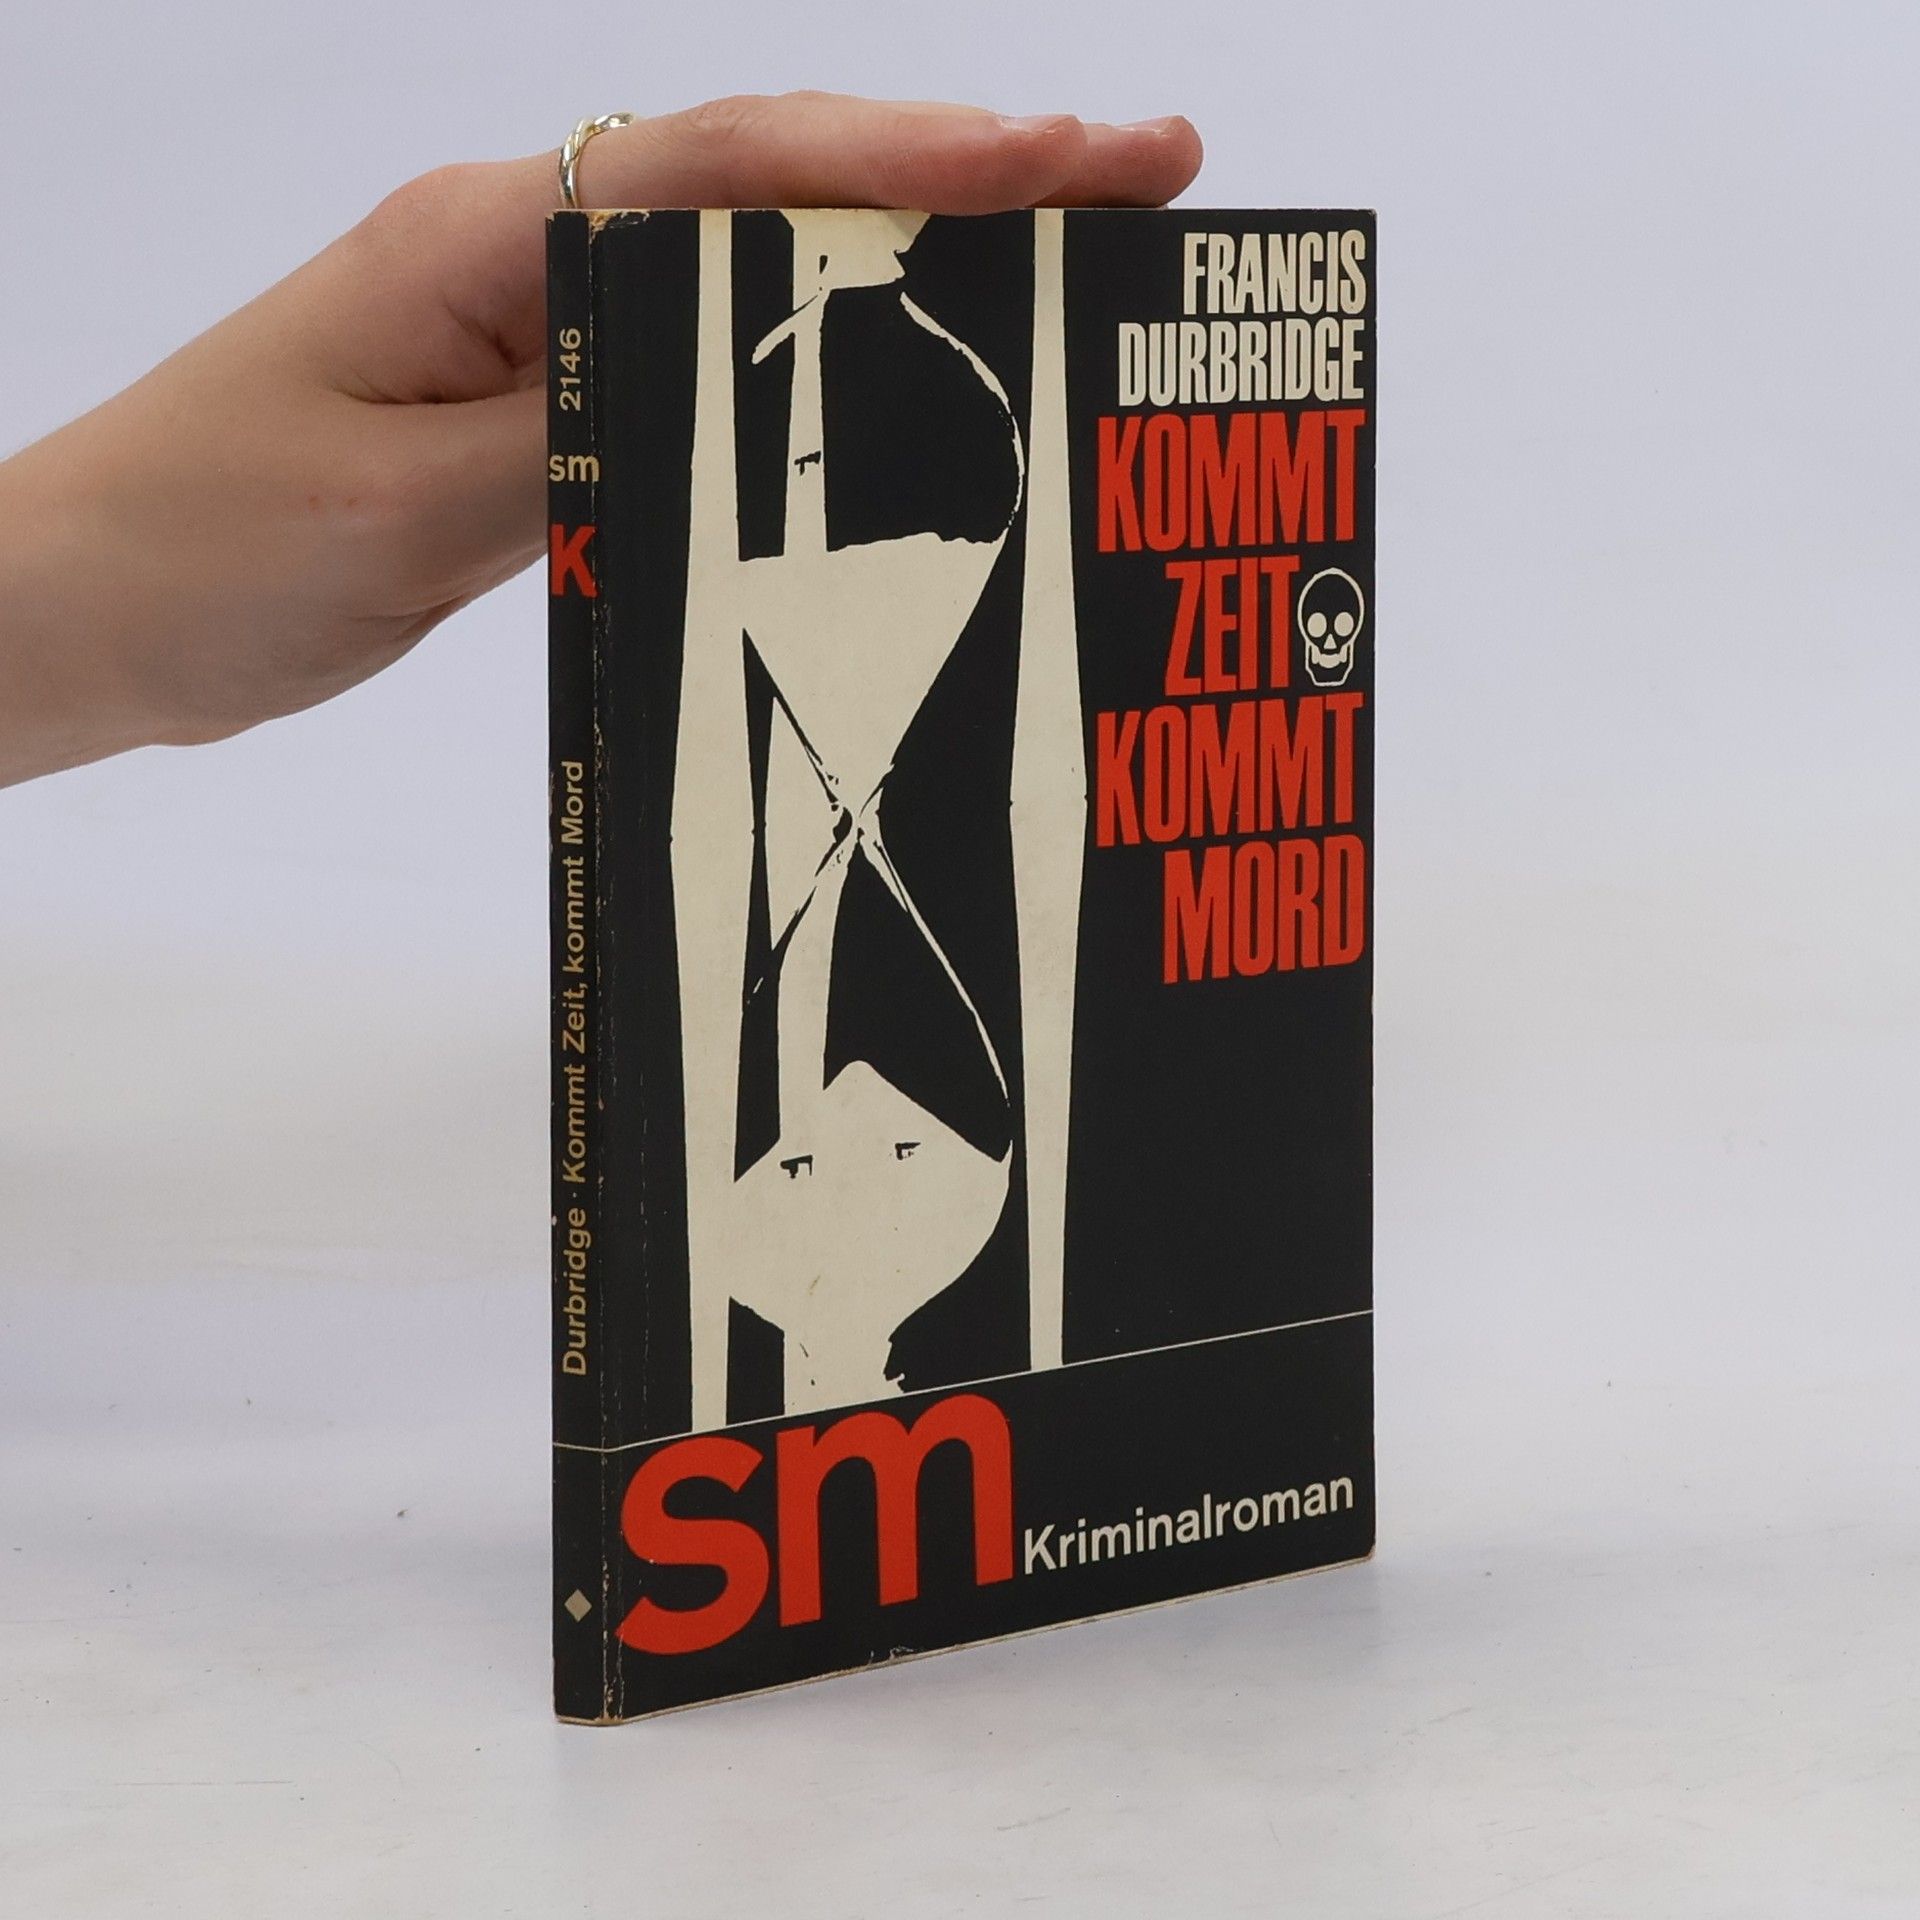 2146
sm
K
Durbridge · Kommt Zeit, kommt Mord
FRANCIS
DURBRIDGE
KOMMT
ZEIT
KOMMT
MORD
sm Kriminalroman